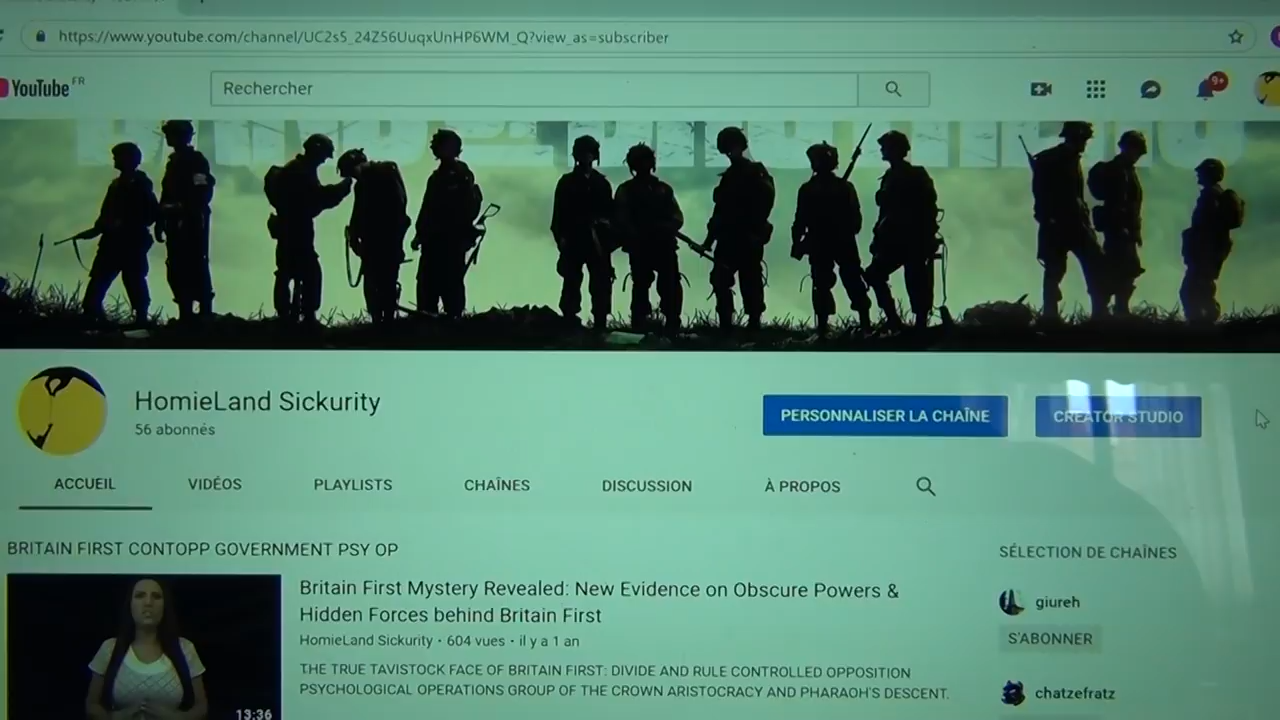 https://www.youtube.com/channel/UC2s5_24Z56UuqxUnHP6WM_Q?view_as=subscriber
YouTube FR
Rechercher
9+
HomieLand Sickurity
56 abonnés
PERSONNALISER LA CHAÎNE
CREATOR STUDIO
ACCUEIL
VIDÉOS
PLAYLISTS
CHAÎNES
DISCUSSION
À PROPOS
BRITAIN FIRST CONTOPP GOVERNMENT PSY OP
SÉLECTION DE CHAÎNES
Britain First Mystery Revealed: New Evidence on Obscure Powers &
Hidden Forces behind Britain First
HomieLand Sickurity · 604 vues · il y a 1 an
THE TRUE TAVISTOCK FACE OF BRITAIN FIRST: DIVIDE AND RULE CONTROLLED OPPOSITION
PSYCHOLOGICAL OPERATIONS GROUP OF THE CROWN ARISTOCRACY AND PHARAOH'S DESCENT.
13:36
giureh
S'ABONNER
chatzefratz